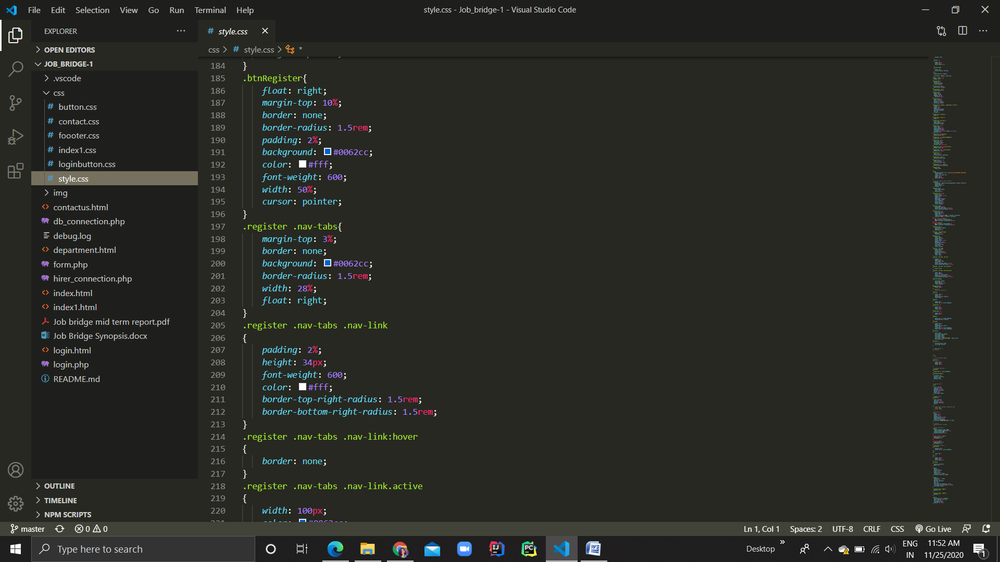 File Edit Selection View Go Run Terminal Help
style.css - Job_bridge-1 - Visual Studio Code
EXPLORER
OPEN EDITORS
JOB_BRIDGE-1
.vscode
css
# button.css
# contact.css
# foooter.css
# index1.css
# loginbutton.css
# style.css
img
<> contactus.html
db_connection.php
debug.log
<> department.html
form.php
hirer_connection.php
<> index.html
<> index1.html
Job bridge mid term report.pdf
Job Bridge Synopsis.docx
<> login.html
login.php
README.md
OUTLINE
TIMELINE
NPM SCRIPTS
# style.css
css > # style.css > *
184 }
185 .btnRegister{
186 float: right;
187 margin-top: 10%;
188 border: none;
189 border-radius: 1.5rem;
190 padding: 2%;
191 background: #0062cc;
192 color: #fff;
193 font-weight: 600;
194 width: 50%;
195 cursor: pointer;
196 }
197 .register .nav-tabs{
198 margin-top: 3%;
199 border: none;
200 background: #0062cc;
201 border-radius: 1.5rem;
202 width: 28%;
203 float: right;
204 }
205 .register .nav-tabs .nav-link
206 {
207 padding: 2%;
208 height: 34px;
209 font-weight: 600;
210 color: #fff;
211 border-top-right-radius: 1.5rem;
212 border-bottom-right-radius: 1.5rem;
213 }
214 .register .nav-tabs .nav-link:hover
215 {
216 border: none;
217 }
218 .register .nav-tabs .nav-link.active
219 {
220 width: 100px;
221 color: #0062cc;
master 0 0
Ln 1, Col 1 Spaces: 2 UTF-8 CRLF CSS Go Live
Type here to search
Desktop
ENG
IN
11:52 AM
11/25/2020
1